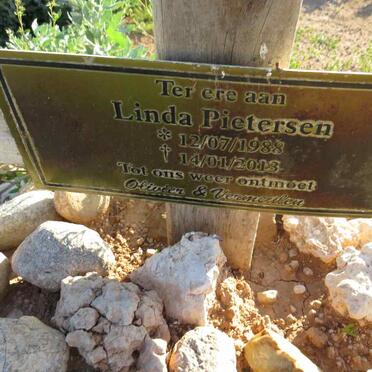 Ter ere aan
Linda Pietersen
* 12/07/1988
† 14/01/2013
Tot ons weer ontmoet
Olivier & Vermeulen